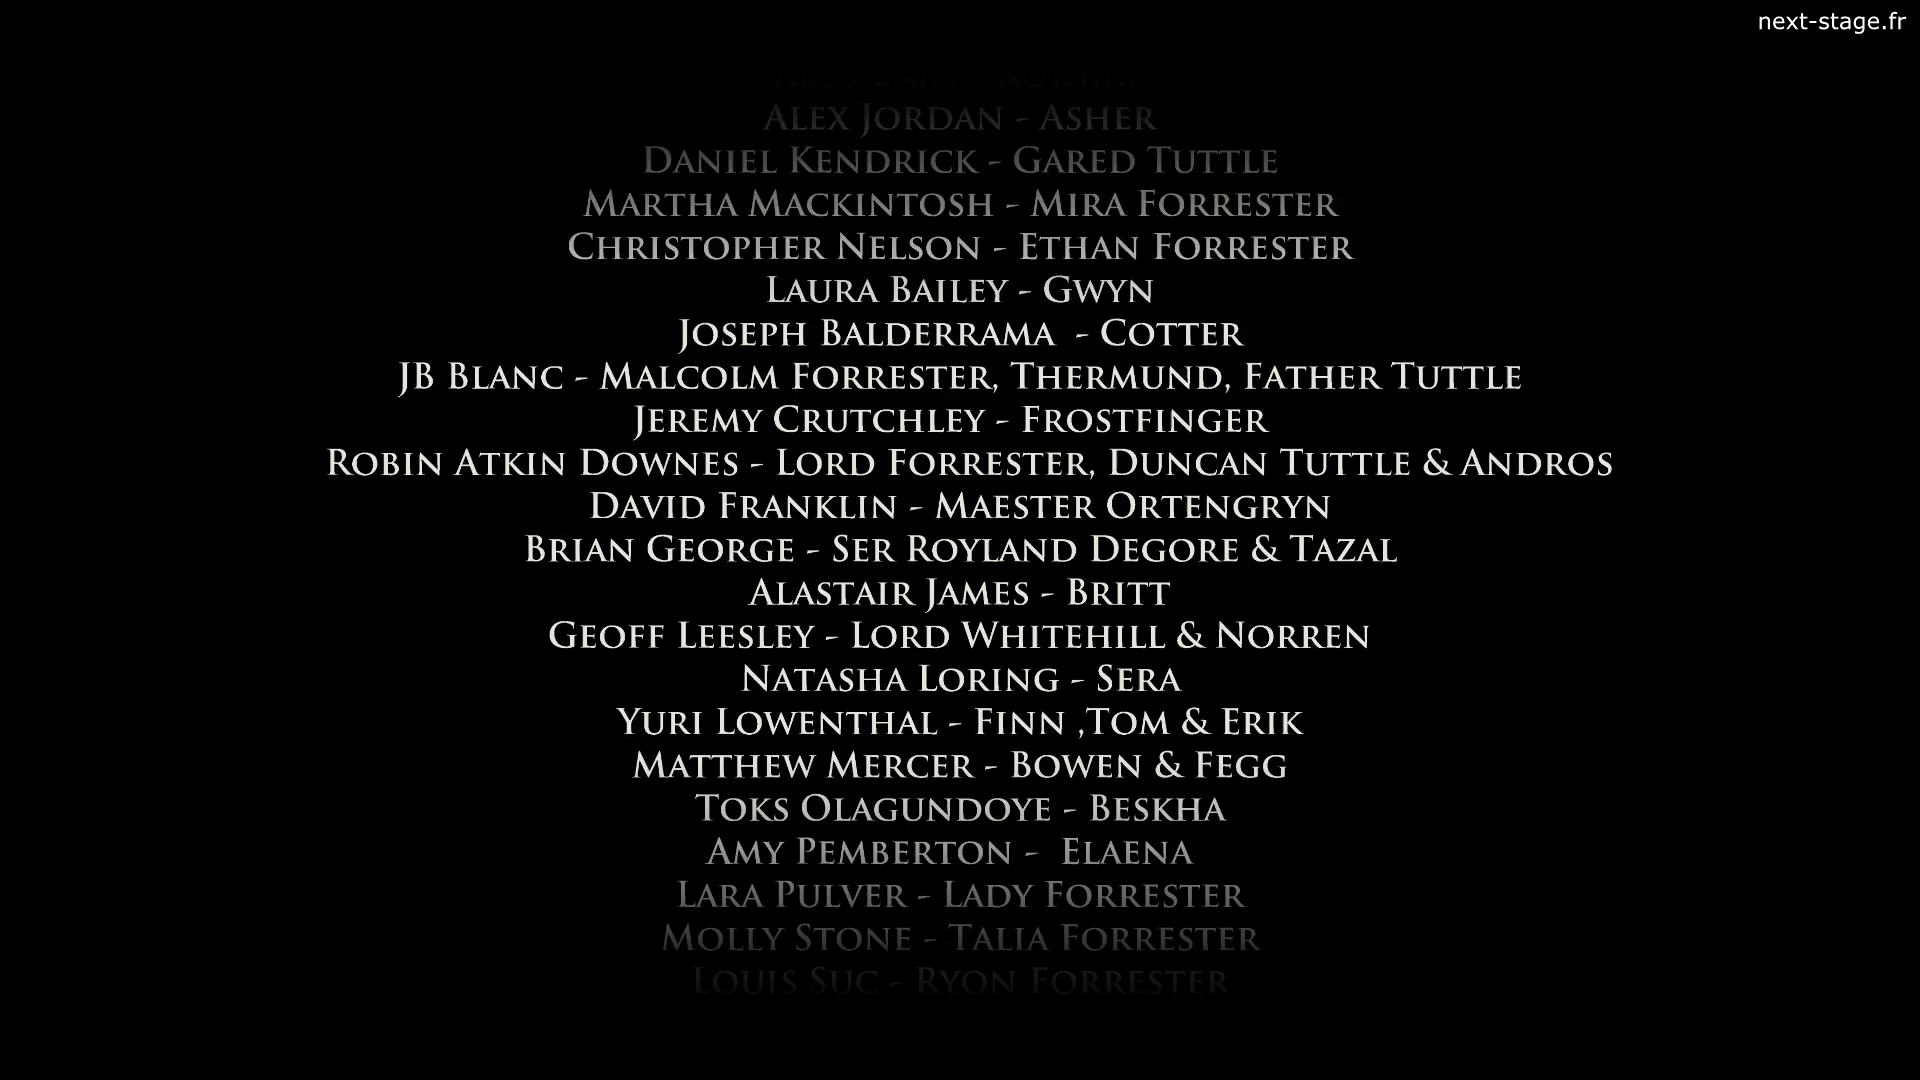 next-stage.fr
Alex Jordan - Asher
Daniel Kendrick - Gared Tuttle
Martha Mackintosh - Mira Forrester
Christopher Nelson - Ethan Forrester
Laura Bailey - Gwyn
Joseph Balderrama  - Cotter
JB Blanc - Malcolm Forrester, Thermund, Father Tuttle
Jeremy Crutchley - Frostfinger
Robin Atkin Downes - Lord Forrester, Duncan Tuttle & Andros
David Franklin - Maester Ortengryn
Brian George - Ser Royland Degore & Tazal
Alastair James - Britt
Geoff Leesley - Lord Whitehill & Norren
Natasha Loring - Sera
Yuri Lowenthal - Finn ,Tom & Erik
Matthew Mercer - Bowen & Fegg
Toks Olagundoye - Beskha
Amy Pemberton -  Elaena
Lara Pulver - Lady Forrester
Molly Stone - Talia Forrester
Louis Suc - Ryon Forrester